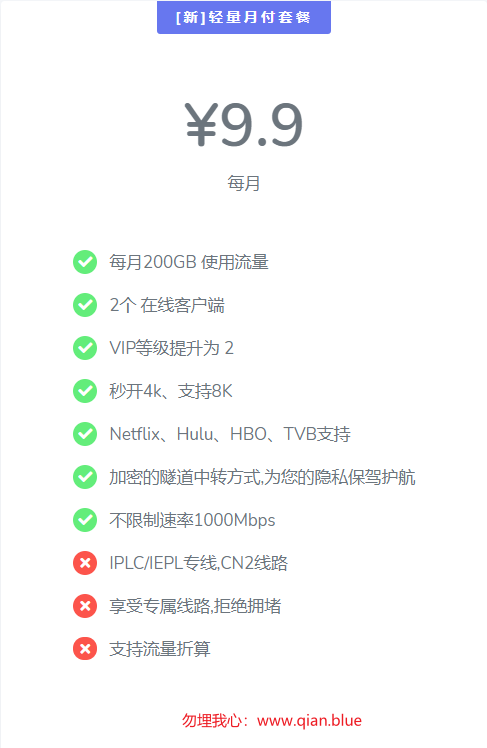 [新]轻量月付套餐
¥9.9
每月
每月200GB 使用流量
2个 在线客户端
VIP等级提升为 2
秒开4k、支持8K
Netflix、Hulu、HBO、TVB支持
加密的隧道中转方式,为您的隐私保驾护航
不限制速率1000Mbps
IPLC/IEPL专线,CN2线路
享受专属线路,拒绝拥堵
支持流量折算
勿埋我心：www.qian.blue